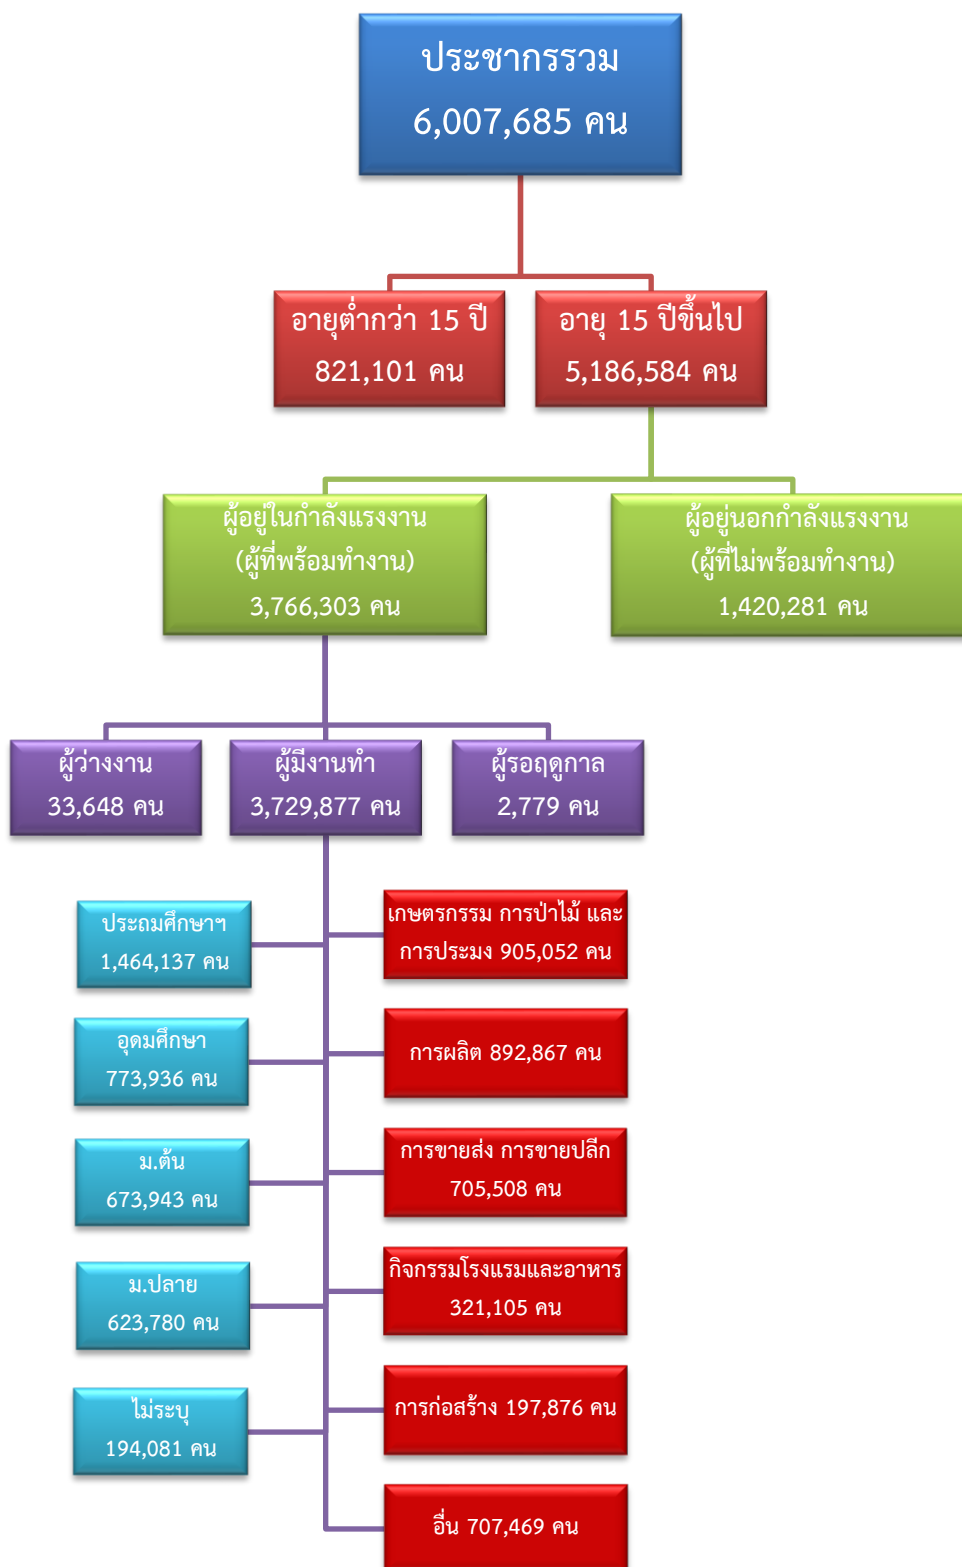 ประชากรรวม
6,007,685 คน
อายุต่ำกว่า 15 ปี
821,101 คน
อายุ 15 ปีขึ้นไป
5,186,584 คน
ผู้อยู่ในกำลังแรงงาน
(ผู้ที่พร้อมทำงาน)
3,766,303 คน
ผู้อยู่นอกกำลังแรงงาน
(ผู้ที่ไม่พร้อมทำงาน)
1,420,281 คน
ผู้ว่างงาน
33,648 คน
ผู้มีงานทำ
3,729,877 คน
ผู้รอฤดูกาล
2,779 คน
ประถมศึกษาฯ
1,464,137 คน
อุดมศึกษา
773,936 คน
ม.ต้น
673,943 คน
ม.ปลาย
623,780 คน
ไม่ระบุ
194,081 คน
เกษตรกรรม การป่าไม้ และ
การประมง 905,052 คน
การผลิต 892,867 คน
การขายส่ง การขายปลีก
705,508 คน
กิจกรรมโรงแรมและอาหาร
321,105 คน
การก่อสร้าง 197,876 คน
อื่น 707,469 คน